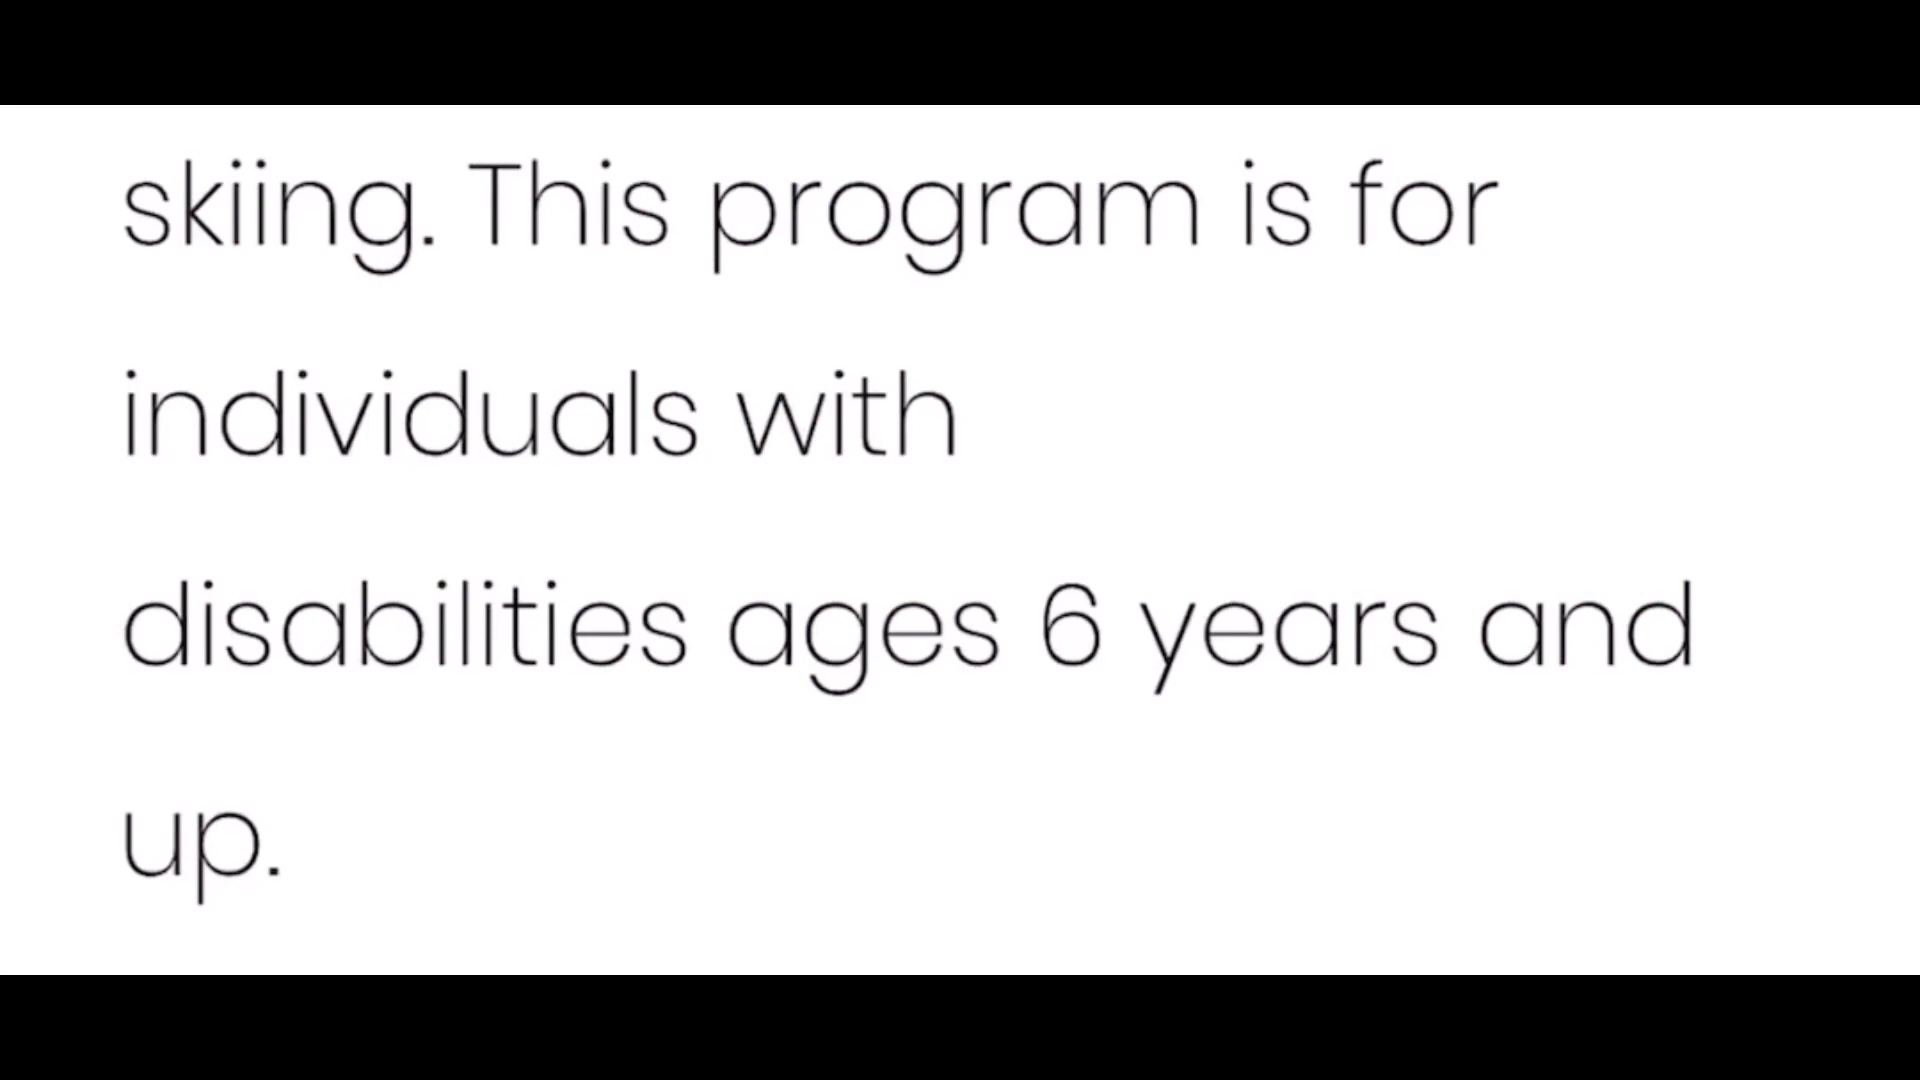 skiing. This program is for
individuals with
disabilities ages 6 years and
up.